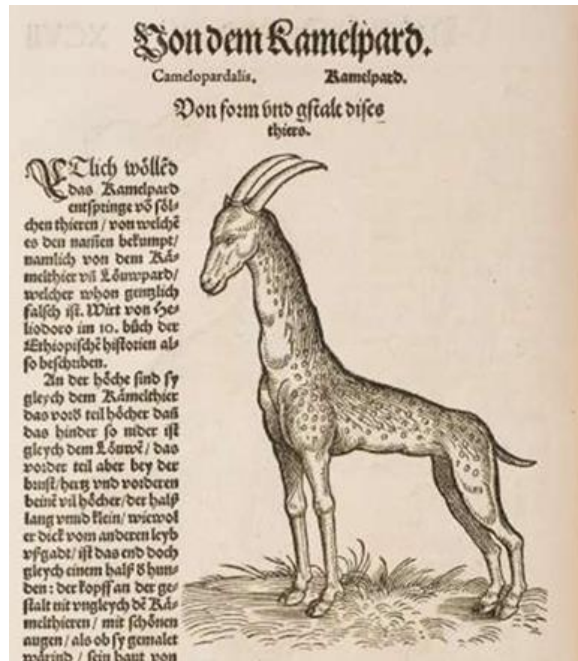 Von dem Kamelpard.
Camelopardalis. Kamelpard.
Von form vnd gstalt dises
thiers.
ETlich wöllẽd
das Kamelpard
entspringe võ söl-
chen thieren / von welchẽ
es den nam̃en bekumpt /
namlich von dem Kä-
melthier vñ Löuwpard /
welcher whon gentzlich
falsch ist. Wirt von He-
liodoro im 10. bůch der
Ethiopischẽ historien al-
so beschriben.
An der höche sind sy
gleych dem Kämelthier
das vord teil höcher dañ
das hinder so nider ist
gleych dem Löuwẽ / das
vorder teil aber bey der
brust / hertz vnd vorderen
beinẽ vil höcher / der halß
lang vnnd klein / wiewol
er dick vom anderen leyb
vßgadt / ist das end doch
gleych einem halß ð hun-
den : der kopff an der ge-
stalt nit vngleych dẽ Kä-
melthieren / mit schönen
augen / als ob sy gemalet
wärind / sein haut von